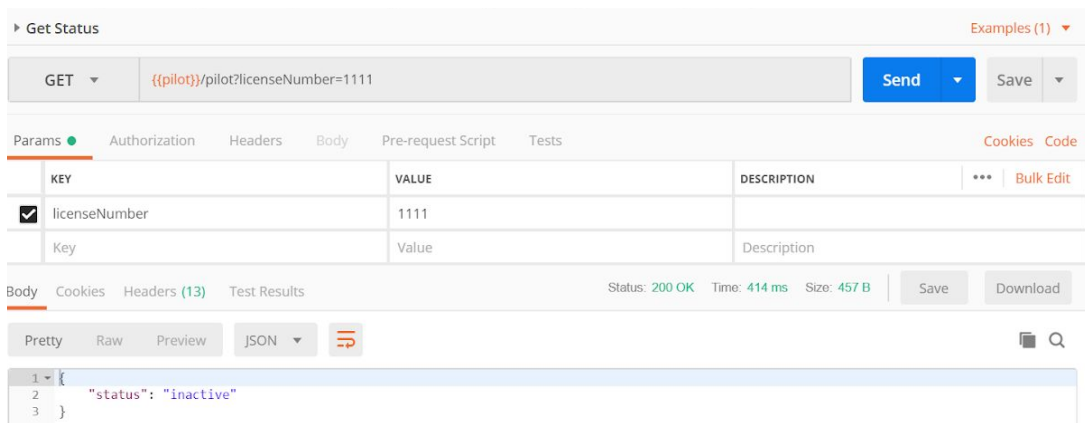 Get Status Examples (1)
GET {{pilot}}/pilot?licenseNumber=1111 Send Save
Params Authorization Headers Body Pre-request Script Tests Cookies Code
KEY VALUE DESCRIPTION ••• Bulk Edit
licenseNumber 1111
Key Value Description
Body Cookies Headers (13) Test Results Status: 200 OK Time: 414 ms Size: 457 B Save Download
Pretty Raw Preview JSON
1 {
2 "status": "inactive"
3 }